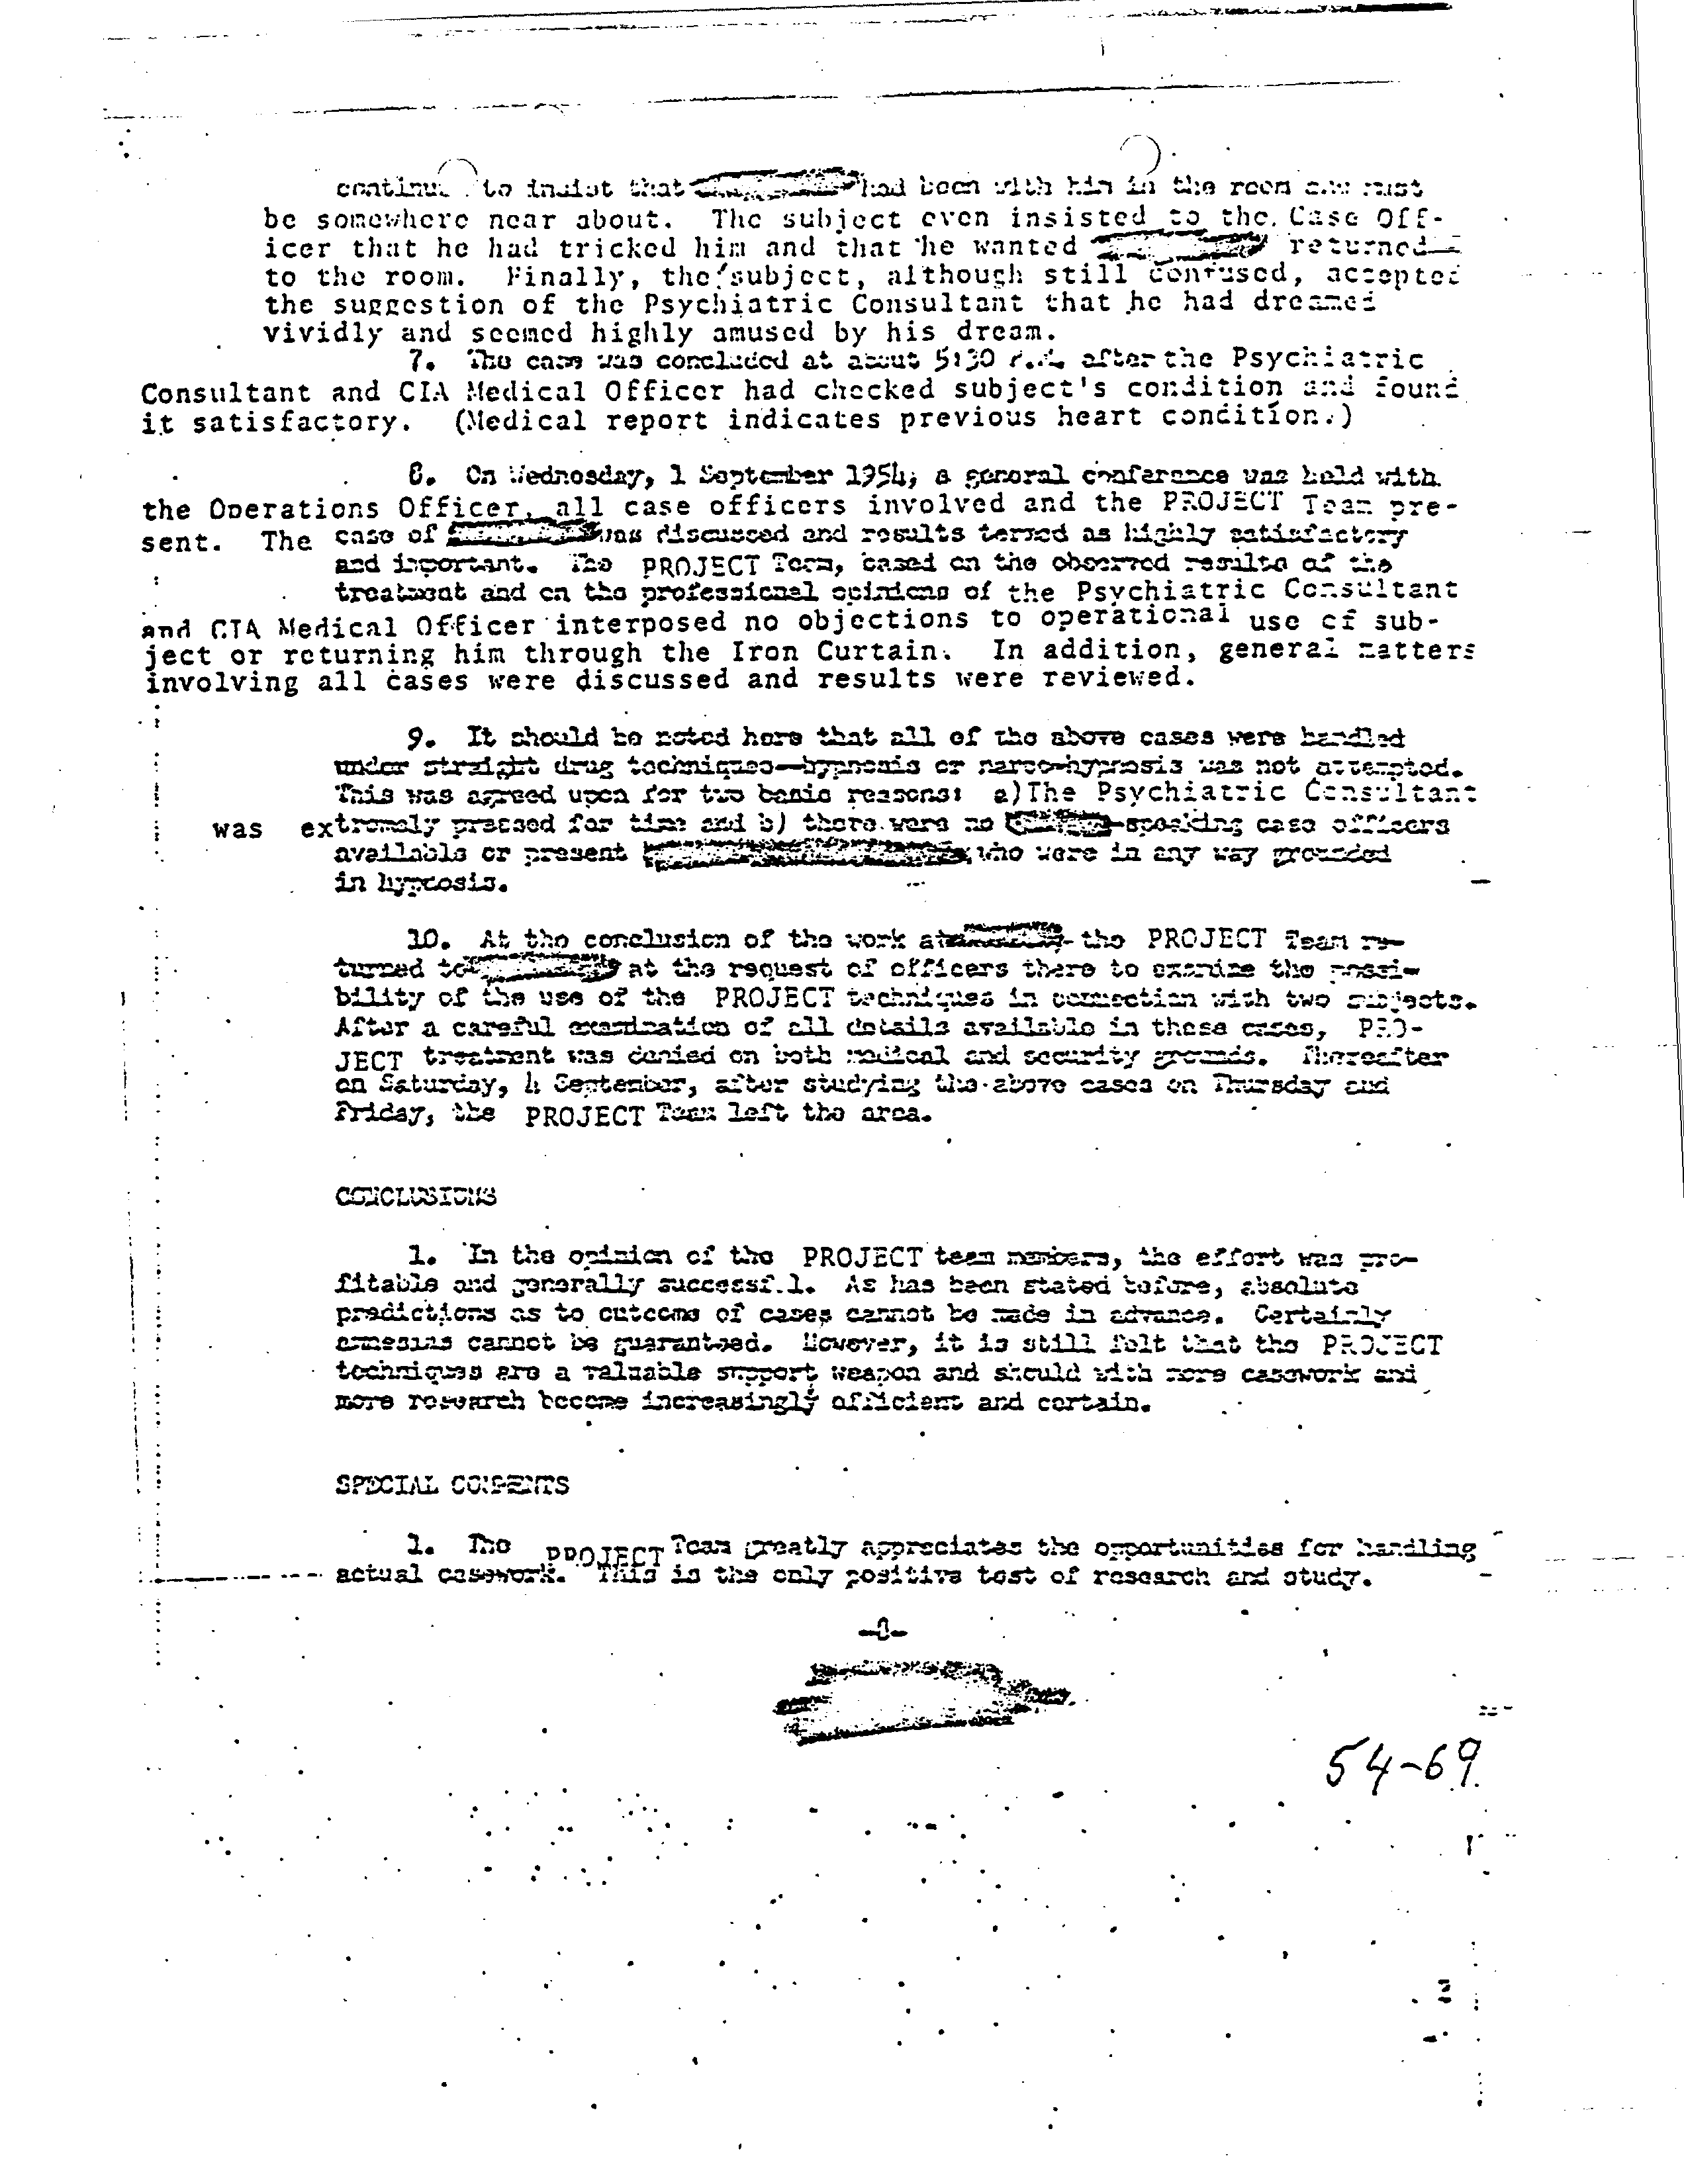 continue to insist that had been with him in the room and must
be somewhere near about. The subject even insisted to the Case Off-
icer that he had tricked him and that he wanted returned
to the room. Finally, the subject, although still confused, accepted
the suggestion of the Psychiatric Consultant that he had dreamed
vividly and seemed highly amused by his dream.
7. The case was concluded at about 5:30 P.M. after the Psychiatric
Consultant and CIA Medical Officer had checked subject's condition and found
it satisfactory. (Medical report indicates previous heart condition.)
8. On Wednesday, 1 September 1954, a general conference was held with
the Operations Officer, all case officers involved and the PROJECT Team pre-
sent. The case of was discussed and results termed as highly satisfactory
and important. The PROJECT Team, based on the observed results of the
treatment and on the professional opinions of the Psychiatric Consultant
and CIA Medical Officer interposed no objections to operational use of sub-
ject or returning him through the Iron Curtain. In addition, general matters
involving all cases were discussed and results were reviewed.
9. It should be noted here that all of the above cases were handled
under straight drug techniques—hypnosis or narco-hypnosis was not attempted.
This was agreed upon for two basic reasons: a) The Psychiatric Consultant
was extremely pressed for time and b) there were no -speaking case officers
available or present who were in any way grounded
in hypnosis.
10. At the conclusion of the work at the PROJECT Team re-
turned to at the request of officers there to examine the possi-
bility of the use of the PROJECT techniques in connection with two subjects.
After a careful examination of all details available in these cases, PRO-
JECT treatment was denied on both medical and security grounds. Thereafter
on Saturday, 4 September, after studying the above cases on Thursday and
Friday, the PROJECT Team left the area.
CONCLUSIONS
1. In the opinion of the PROJECT team members, the effort was pro-
fitable and generally successful. As has been stated before, absolute
predictions as to outcome of cases cannot be made in advance. Certainly
amnesias cannot be guaranteed. However, it is still felt that the PROJECT
techniques are a valuable support weapon and should with more casework and
more research become increasingly efficient and certain.
SPECIAL COMMENTS
1. The PROJECT Team greatly appreciates the opportunities for handling
actual casework. This is the only positive test of research and study.
54-69